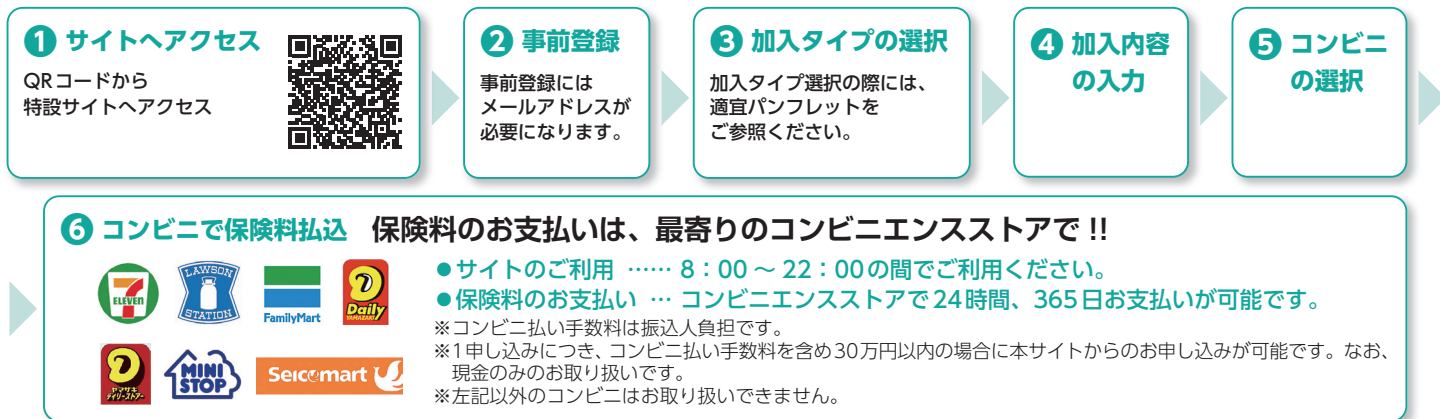 1 サイトへアクセス
QRコードから
特設サイトへアクセス
2 事前登録
事前登録には
メールアドレスが
必要になります。
3 加入タイプの選択
加入タイプ選択の際には、
適宜パンフレットを
ご参照ください。
4 加入内容
の入力
5 コンビニ
の選択
6 コンビニで保険料払込 保険料のお支払いは、最寄りのコンビニエンスストアで !!
7
ELEVEn
LAWSON
STATION
FamilyMart
Daily
YAMAZAKI
ヤマザキ
デイリーストアー
MINI
STOP
Seicomart
●サイトのご利用 …… 8:00 ~ 22:00の間でご利用ください。
●保険料のお支払い … コンビニエンスストアで24時間、365日お支払いが可能です。
※コンビニ払い手数料は振込人負担です。
※1申し込みにつき、コンビニ払い手数料を含め30万円以内の場合に本サイトからのお申し込みが可能です。なお、
現金のみのお取り扱いです。
※左記以外のコンビニはお取り扱いできません。